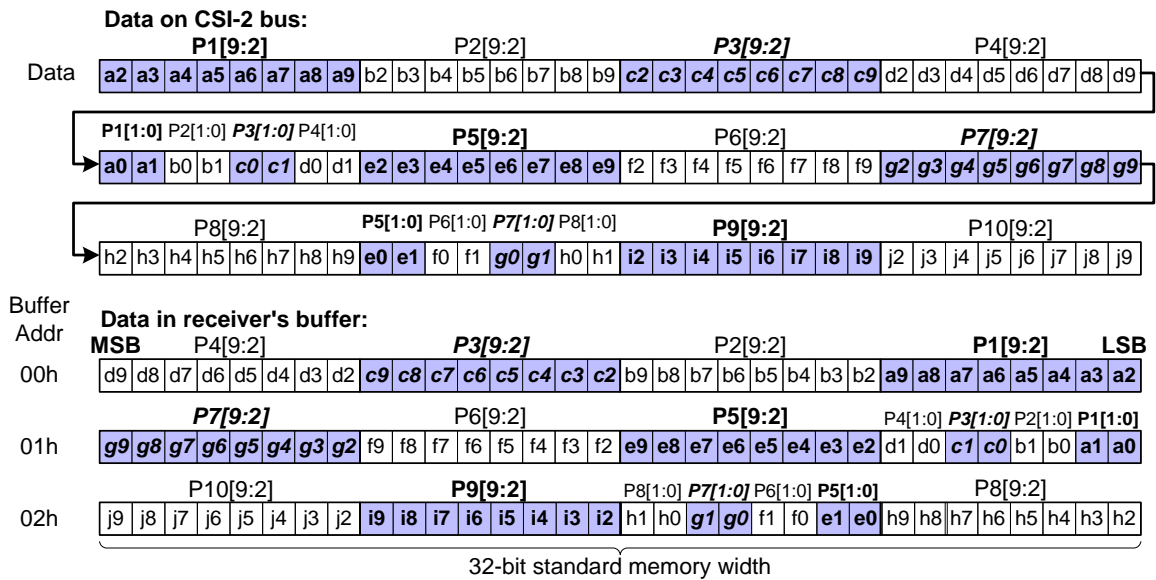 Data on CSI-2 bus:
P1[9:2] P2[9:2] P3[9:2] P4[9:2]
Data a2 a3 a4 a5 a6 a7 a8 a9 b2 b3 b4 b5 b6 b7 b8 b9 c2 c3 c4 c5 c6 c7 c8 c9 d2 d3 d4 d5 d6 d7 d8 d9
P1[1:0] P2[1:0] P3[1:0] P4[1:0] P5[9:2] P6[9:2] P7[9:2]
a0 a1 b0 b1 c0 c1 d0 d1 e2 e3 e4 e5 e6 e7 e8 e9 f2 f3 f4 f5 f6 f7 f8 f9 g2 g3 g4 g5 g6 g7 g8 g9
P8[9:2] P5[1:0] P6[1:0] P7[1:0] P8[1:0] P9[9:2] P10[9:2]
h2 h3 h4 h5 h6 h7 h8 h9 e0 e1 f0 f1 g0 g1 h0 h1 i2 i3 i4 i5 i6 i7 i8 i9 j2 j3 j4 j5 j6 j7 j8 j9
Buffer
Addr
Data in receiver's buffer:
MSB P4[9:2] P3[9:2] P2[9:2] P1[9:2] LSB
00h d9 d8 d7 d6 d5 d4 d3 d2 c9 c8 c7 c6 c5 c4 c3 c2 b9 b8 b7 b6 b5 b4 b3 b2 a9 a8 a7 a6 a5 a4 a3 a2
P7[9:2] P6[9:2] P5[9:2] P4[1:0] P3[1:0] P2[1:0] P1[1:0]
01h g9 g8 g7 g6 g5 g4 g3 g2 f9 f8 f7 f6 f5 f4 f3 f2 e9 e8 e7 e6 e5 e4 e3 e2 d1 d0 c1 c0 b1 b0 a1 a0
P10[9:2] P9[9:2] P8[1:0] P7[1:0] P6[1:0] P5[1:0] P8[9:2]
02h j9 j8 j7 j6 j5 j4 j3 j2 i9 i8 i7 i6 i5 i4 i3 i2 h1 h0 g1 g0 f1 f0 e1 e0 h9 h8 h7 h6 h5 h4 h3 h2
32-bit standard memory width